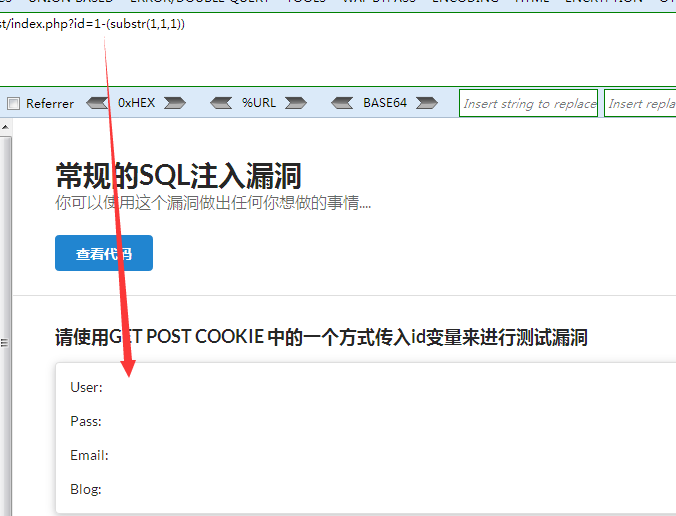 st/index.php?id=1-(substr(1,1,1))
Referrer 0xHEX %URL BASE64 Insert string to replace Insert repla
常规的SQL注入漏洞
你可以使用这个漏洞做出任何你想做的事情....
查看代码
请使用GET POST COOKIE 中的一个方式传入id变量来进行测试漏洞
User:
Pass:
Email:
Blog: